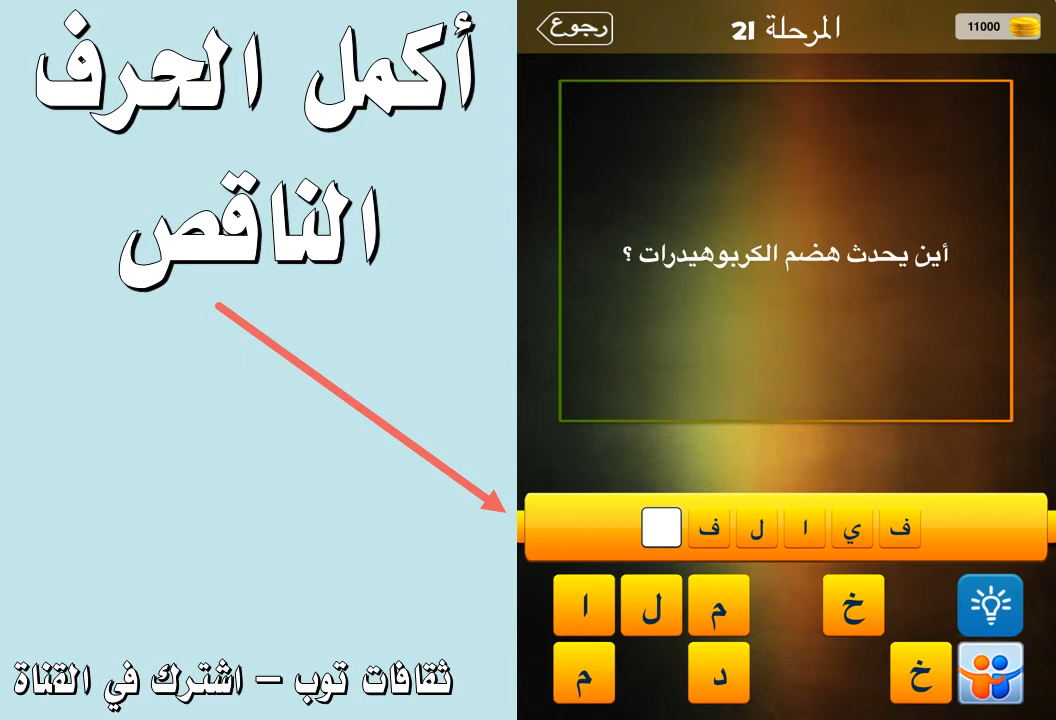 أكمل الحرف
الناقص
ثقافات توب – اشترك في القناة
رجوع
المرحلة 21
11000
أين يحدث هضم الكربوهيدرات ؟
ف ي ا ل ف
خ م ل ا
خ د م